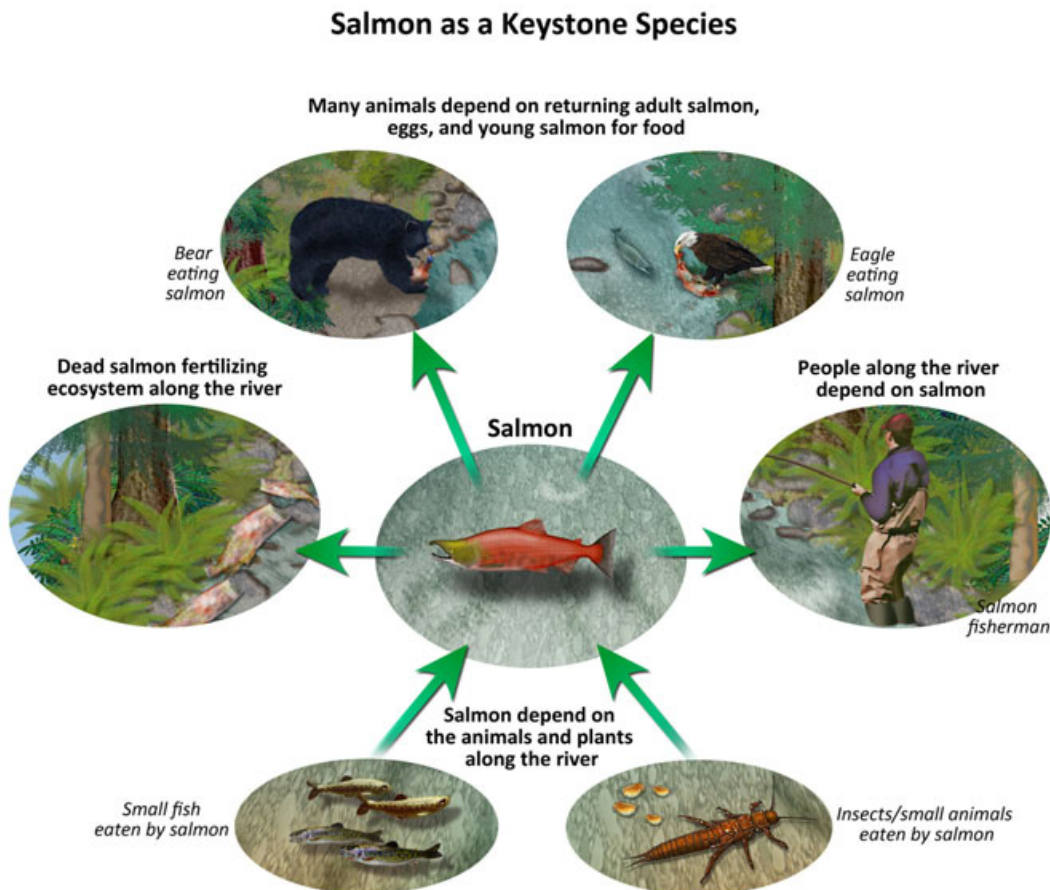 Salmon as a Keystone Species
Many animals depend on returning adult salmon,
eggs, and young salmon for food
Bear
eating
salmon
Eagle
eating
salmon
Dead salmon fertilizing
ecosystem along the river
People along the river
depend on salmon
Salmon
Salmon
fisherman
Salmon depend on
the animals and plants
along the river
Small fish
eaten by salmon
Insects/small animals
eaten by salmon